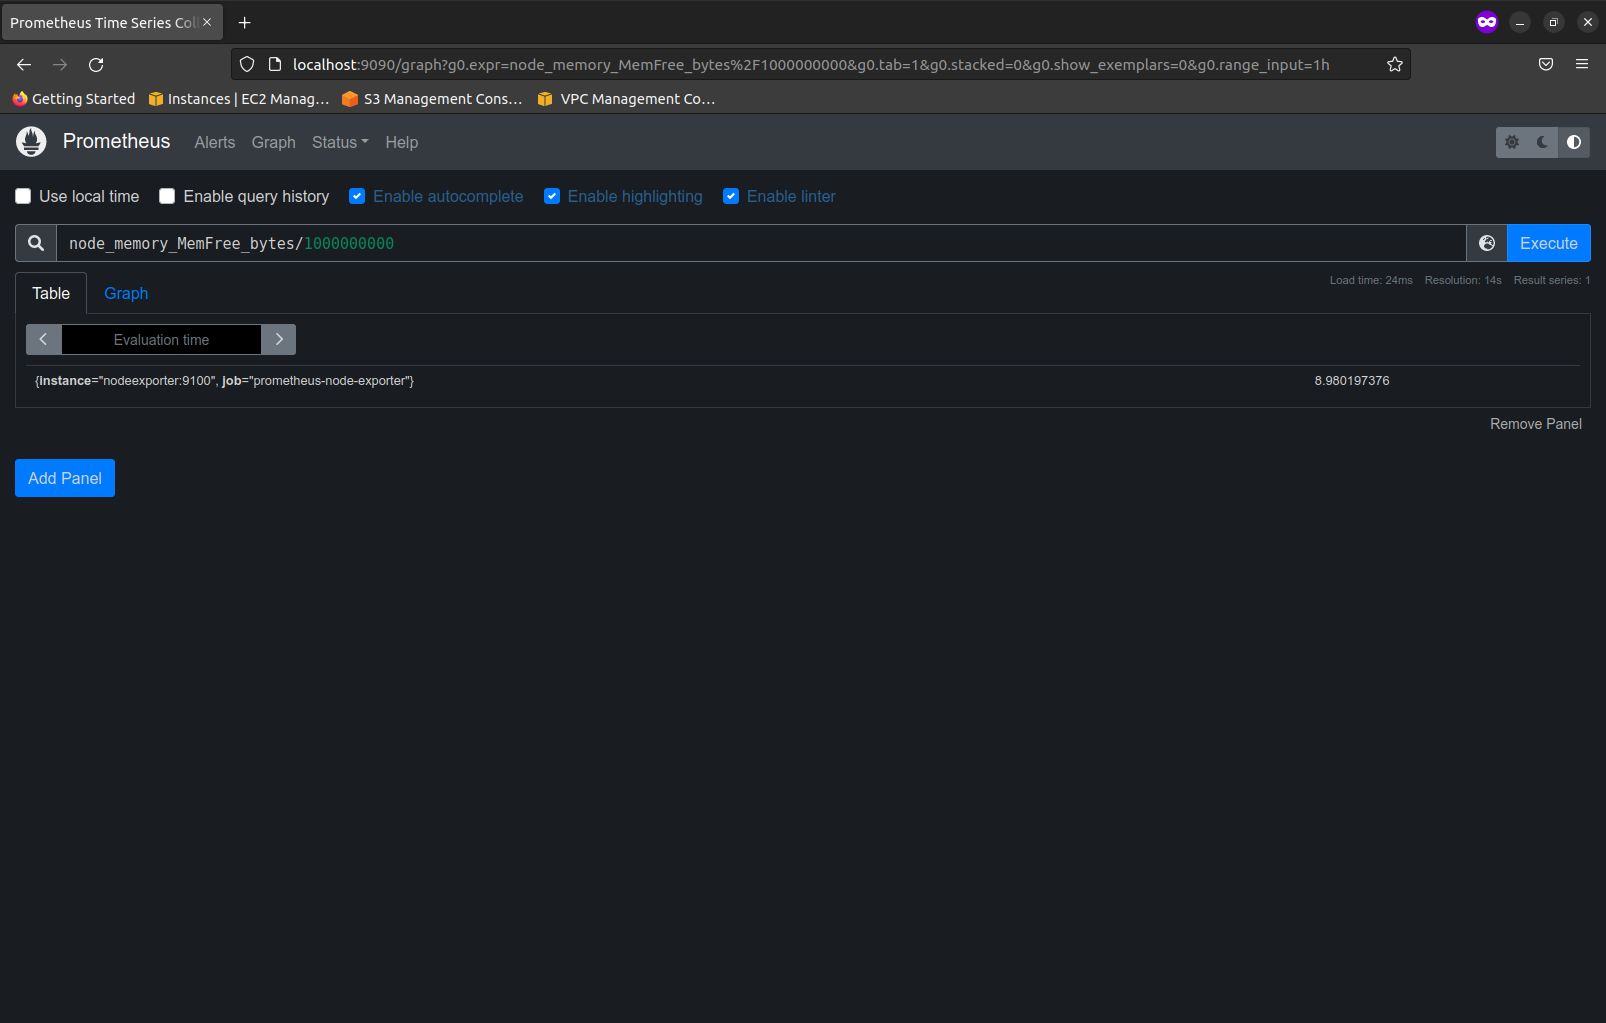 Prometheus Time Series Coll
localhost:9090/graph?g0.expr=node_memory_MemFree_bytes%2F1000000000&g0.tab=1&g0.stacked=0&g0.show_exemplars=0&g0.range_input=1h
Getting Started Instances | EC2 Manag… S3 Management Cons… VPC Management Co…
Prometheus Alerts Graph Status Help
Use local time Enable query history Enable autocomplete Enable highlighting Enable linter
node_memory_MemFree_bytes/1000000000 Execute
Table Graph Load time: 24ms Resolution: 14s Result series: 1
Evaluation time
{instance="nodeexporter:9100", job="prometheus-node-exporter"} 8.980197376
Remove Panel
Add Panel